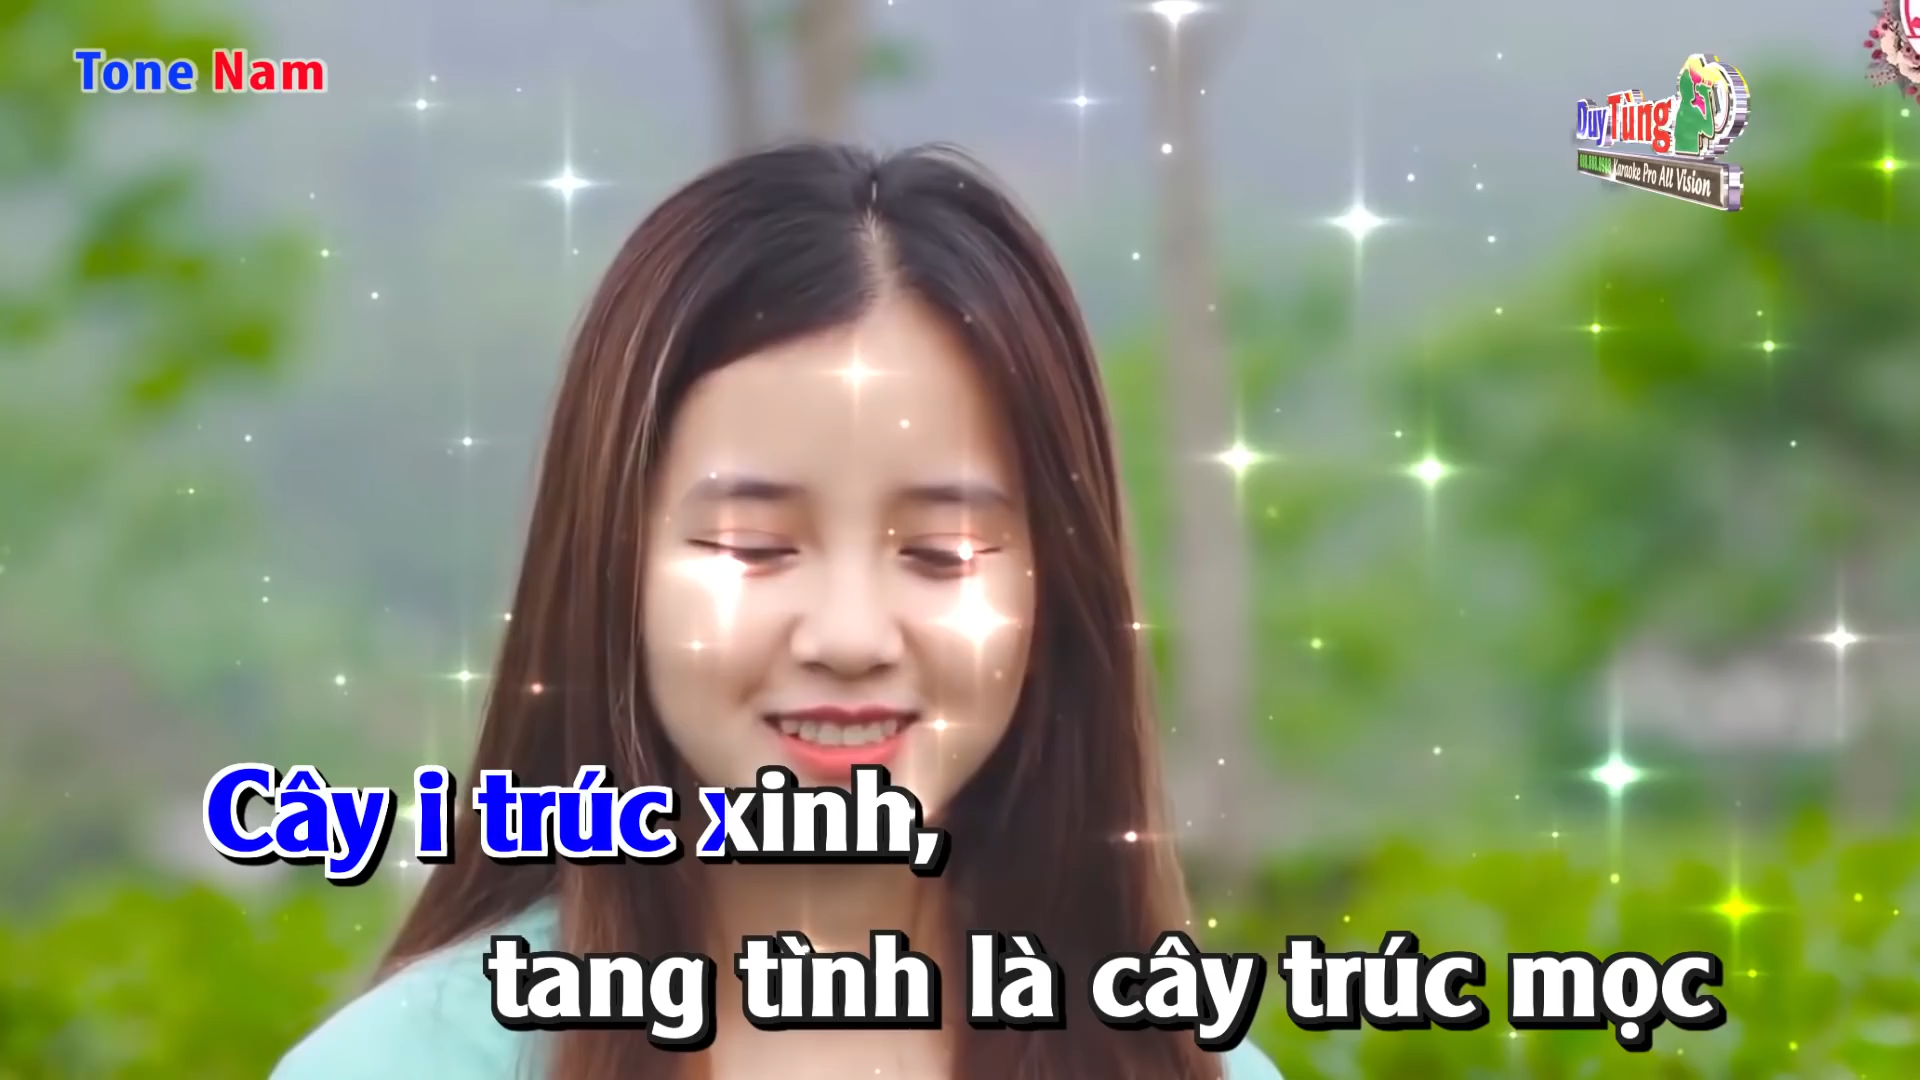 Tone Nam
Duy Tùng
Karaoke Pro All Vision
Cây i trúc xinh,
tang tình là cây trúc mọc